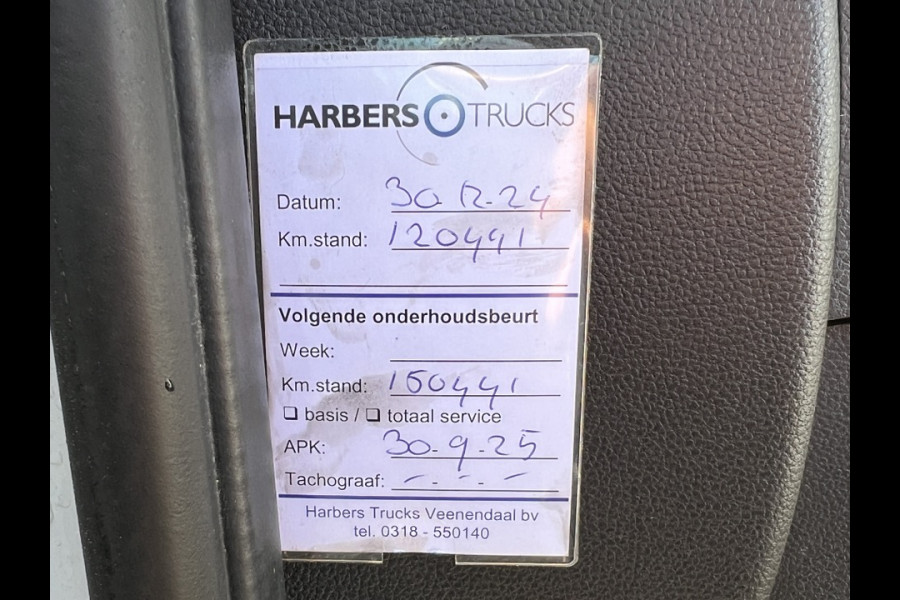 HARBERS TRUCKS
Datum: 30-12-24
Km.stand: 120441
Volgende onderhoudsbeurt
Week:
Km.stand: 150441
❑ basis / ❑ totaal service
APK: 30-9-25
Tachograaf: - - - -
Harbers Trucks Veenendaal bv
tel. 0318 - 550140